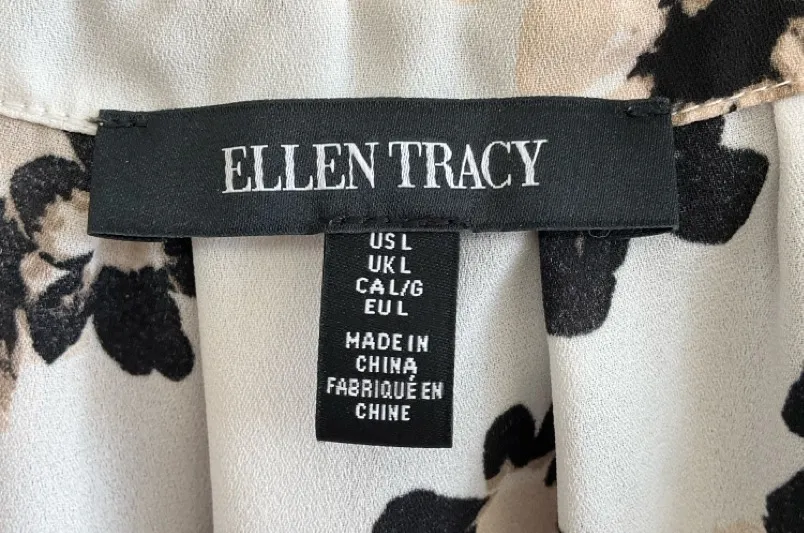 ELLEN TRACY
US L
UK L
CA L/G
EU L
MADE IN
CHINA
FABRIQUÉ EN
CHINE